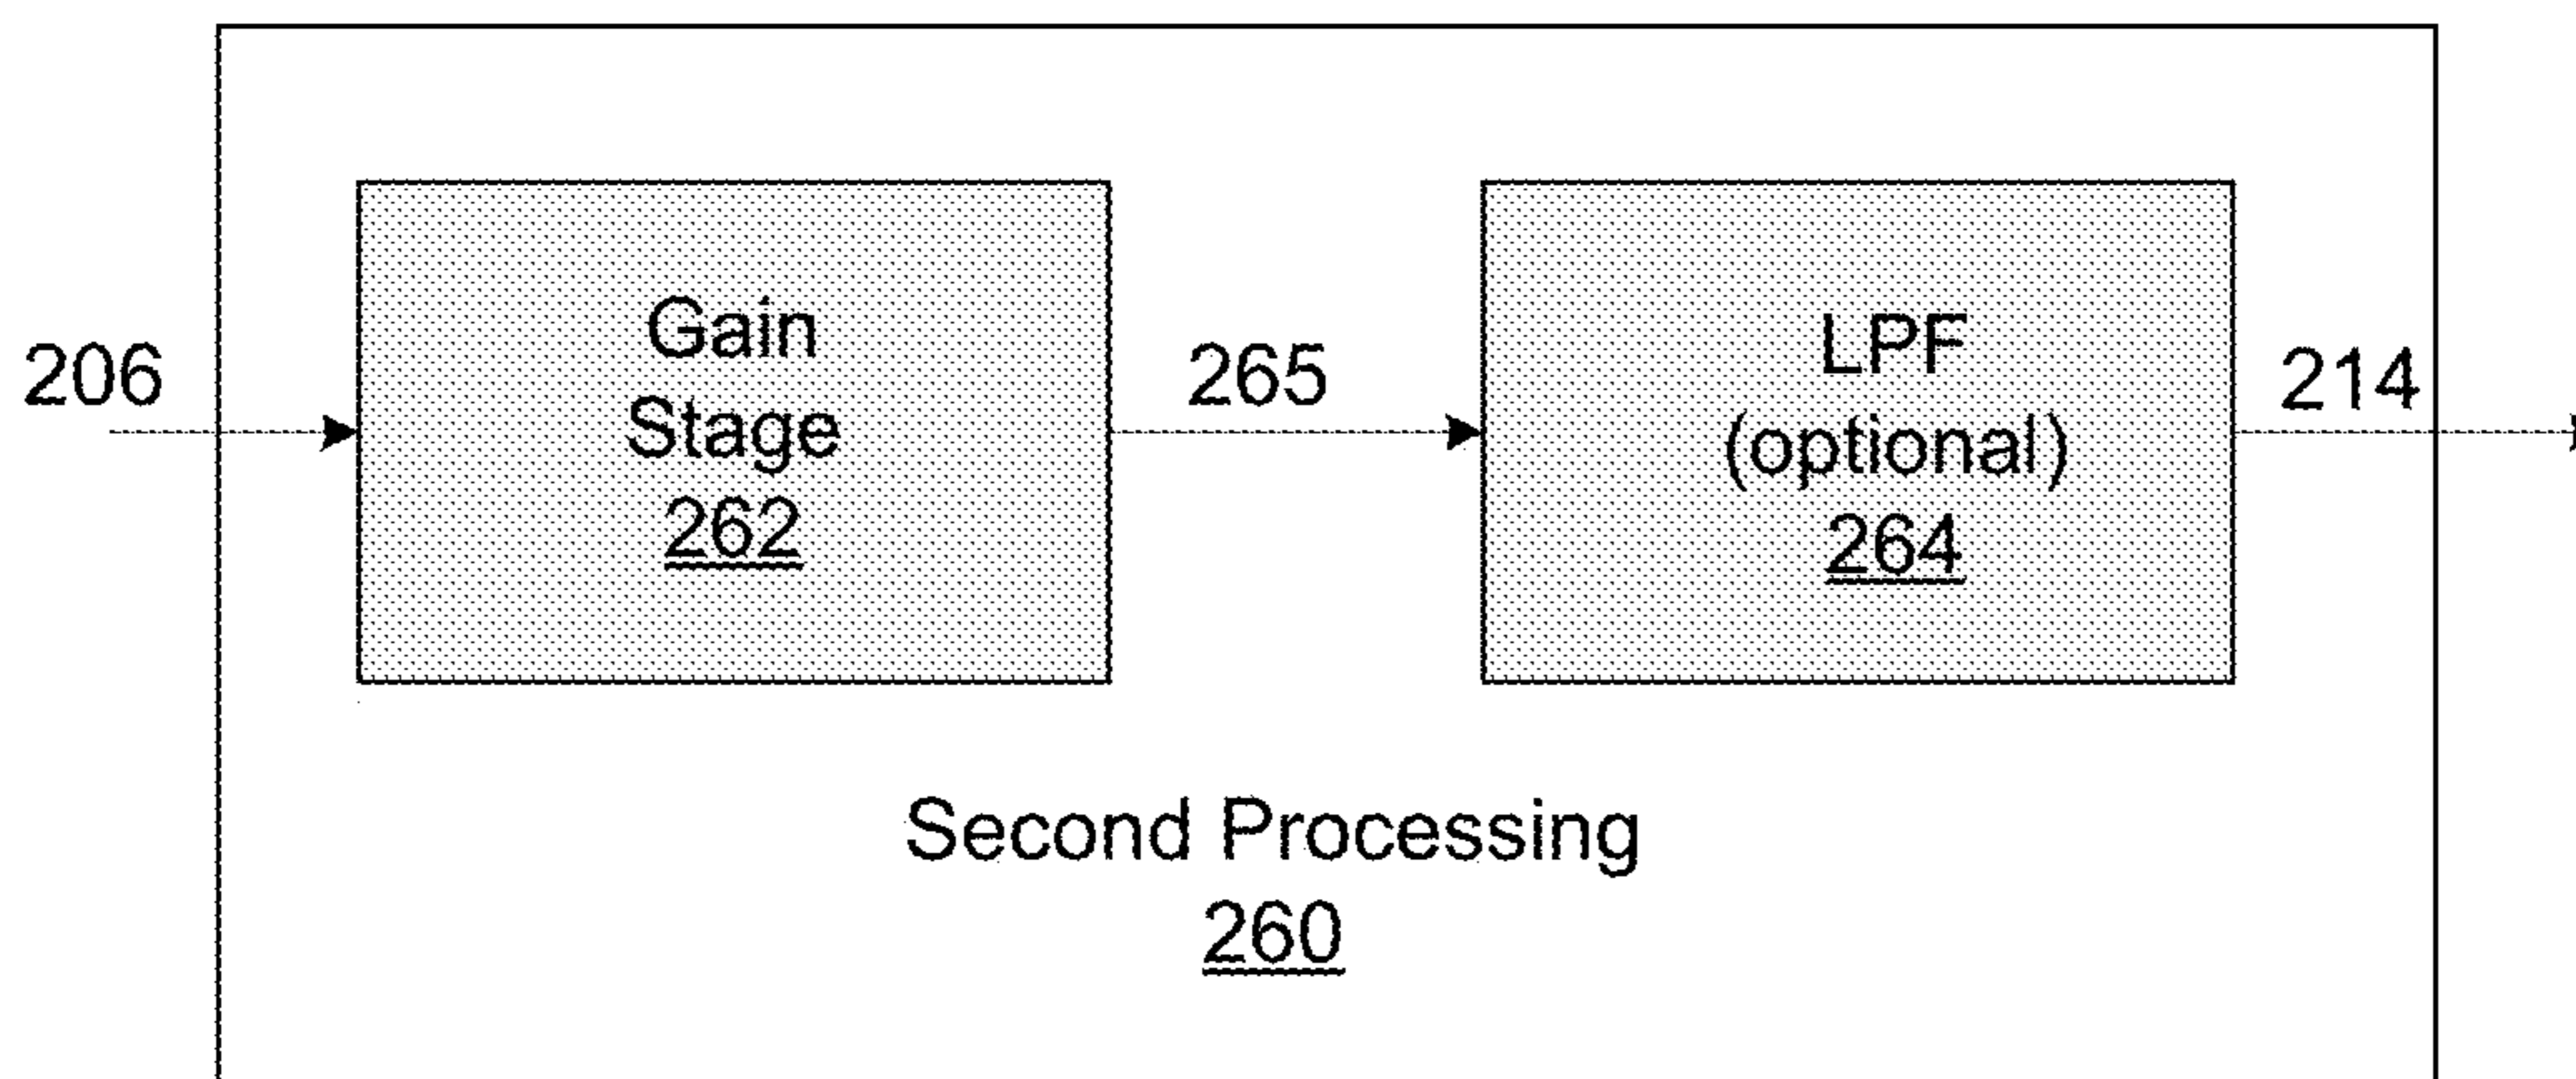 206
Gain
Stage
262
265
LPF
(optional)
264
214
Second Processing
260